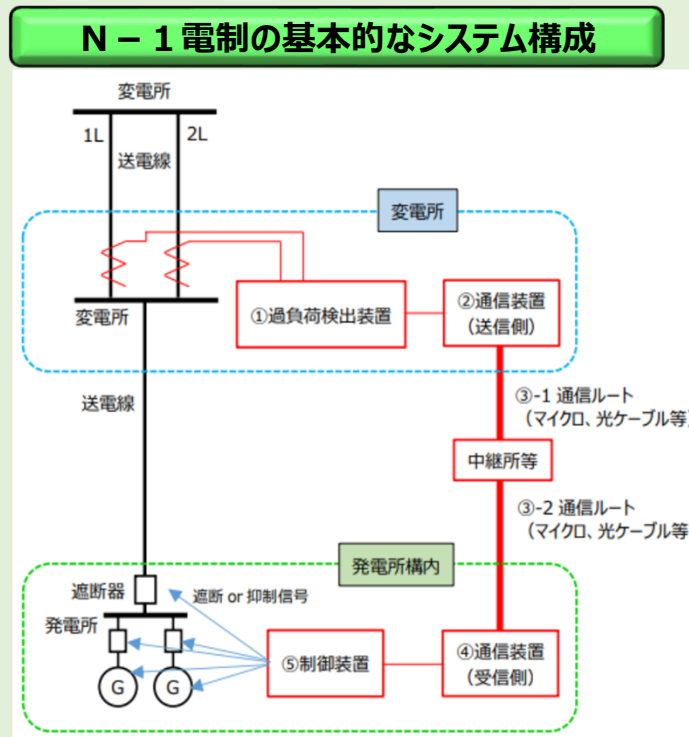 N－1電制の基本的なシステム構成
変電所
1L
2L
送電線
変電所
変電所
①過負荷検出装置
②通信装置
（送信側）
送電線
③-1 通信ルート
（マイクロ、光ケーブル等）
中継所等
③-2 通信ルート
（マイクロ、光ケーブル等
発電所構内
遮断器
遮断 or 抑制信号
発電所
⑤制御装置
④通信装置
（受信側）
G
G